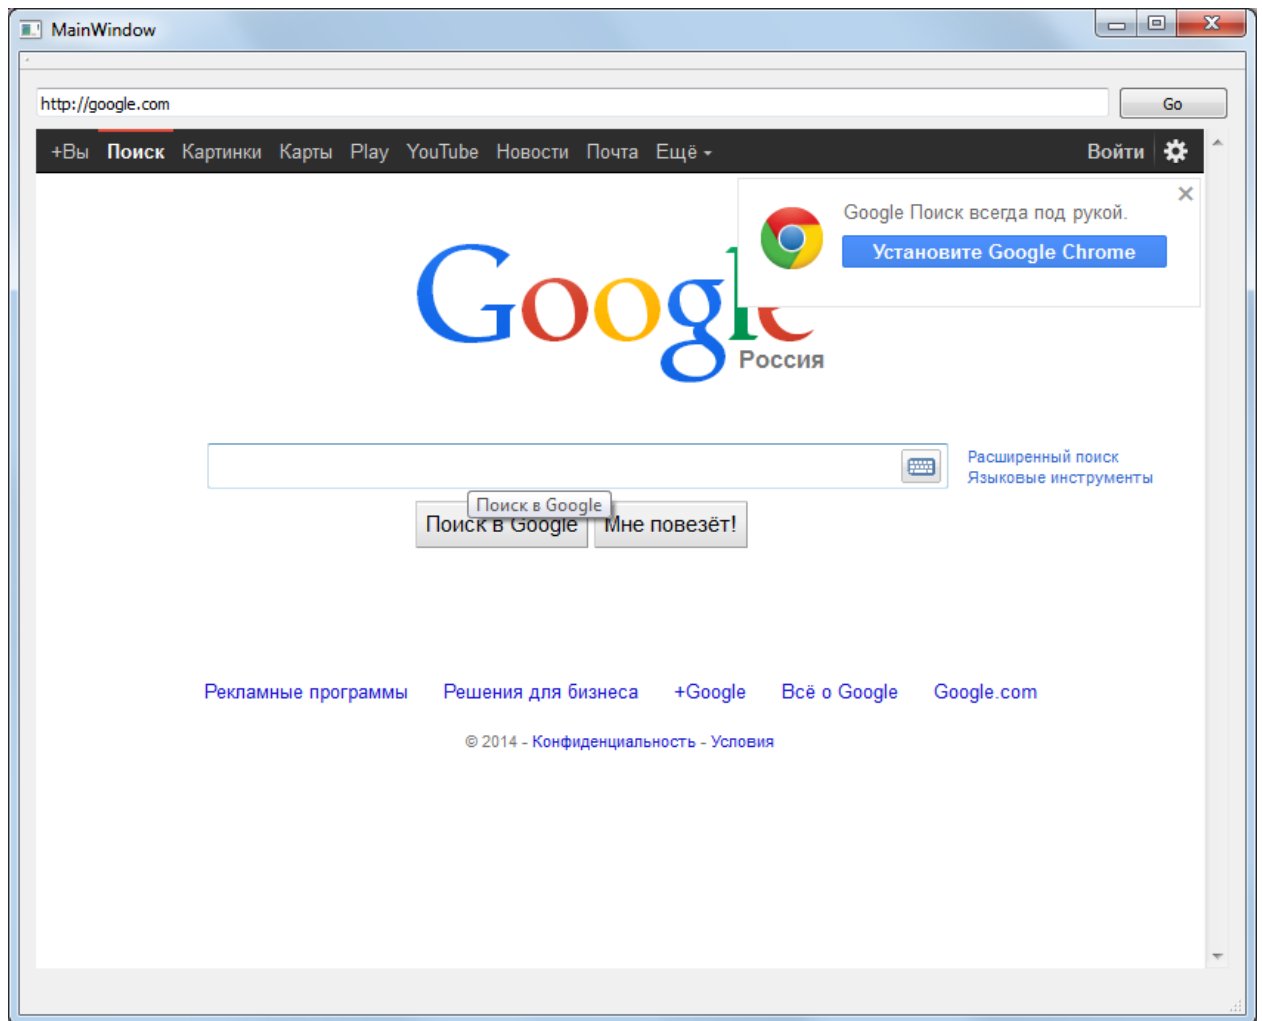 MainWindow
http://google.com Go
+Вы Поиск Картинки Карты Play YouTube Новости Почта Ещё Войти
Google Поиск всегда под рукой.
Установите Google Chrome
Google
Россия
Расширенный поиск
Языковые инструменты
Поиск в Google
Поиск в Google Мне повезёт!
Рекламные программы Решения для бизнеса +Google Всё о Google Google.com
© 2014 - Конфиденциальность - Условия